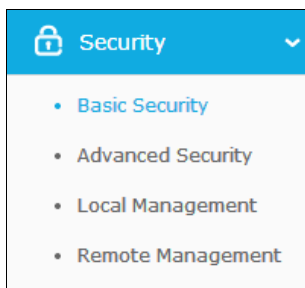 Security
Basic Security
Advanced Security
Local Management
Remote Management